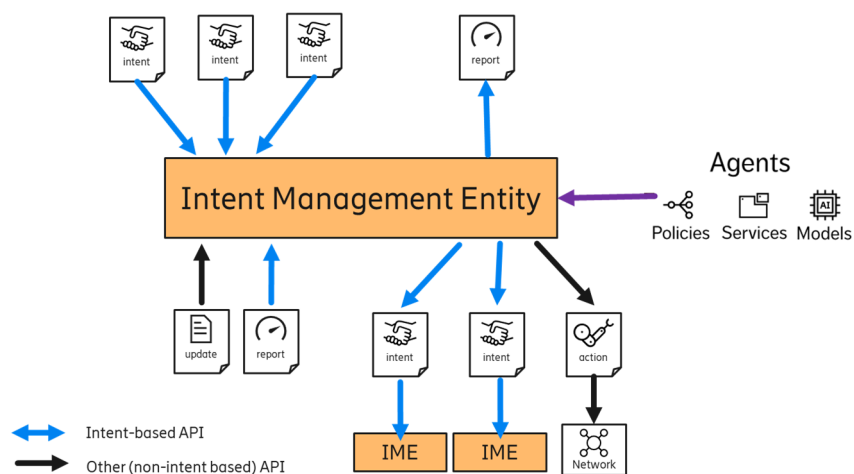 intent
intent
intent
report
Intent Management Entity
Agents
AI
Policies
Services
Models
update
report
intent
intent
action
IME
IME
Network
Intent-based API
Other (non-intent based) API